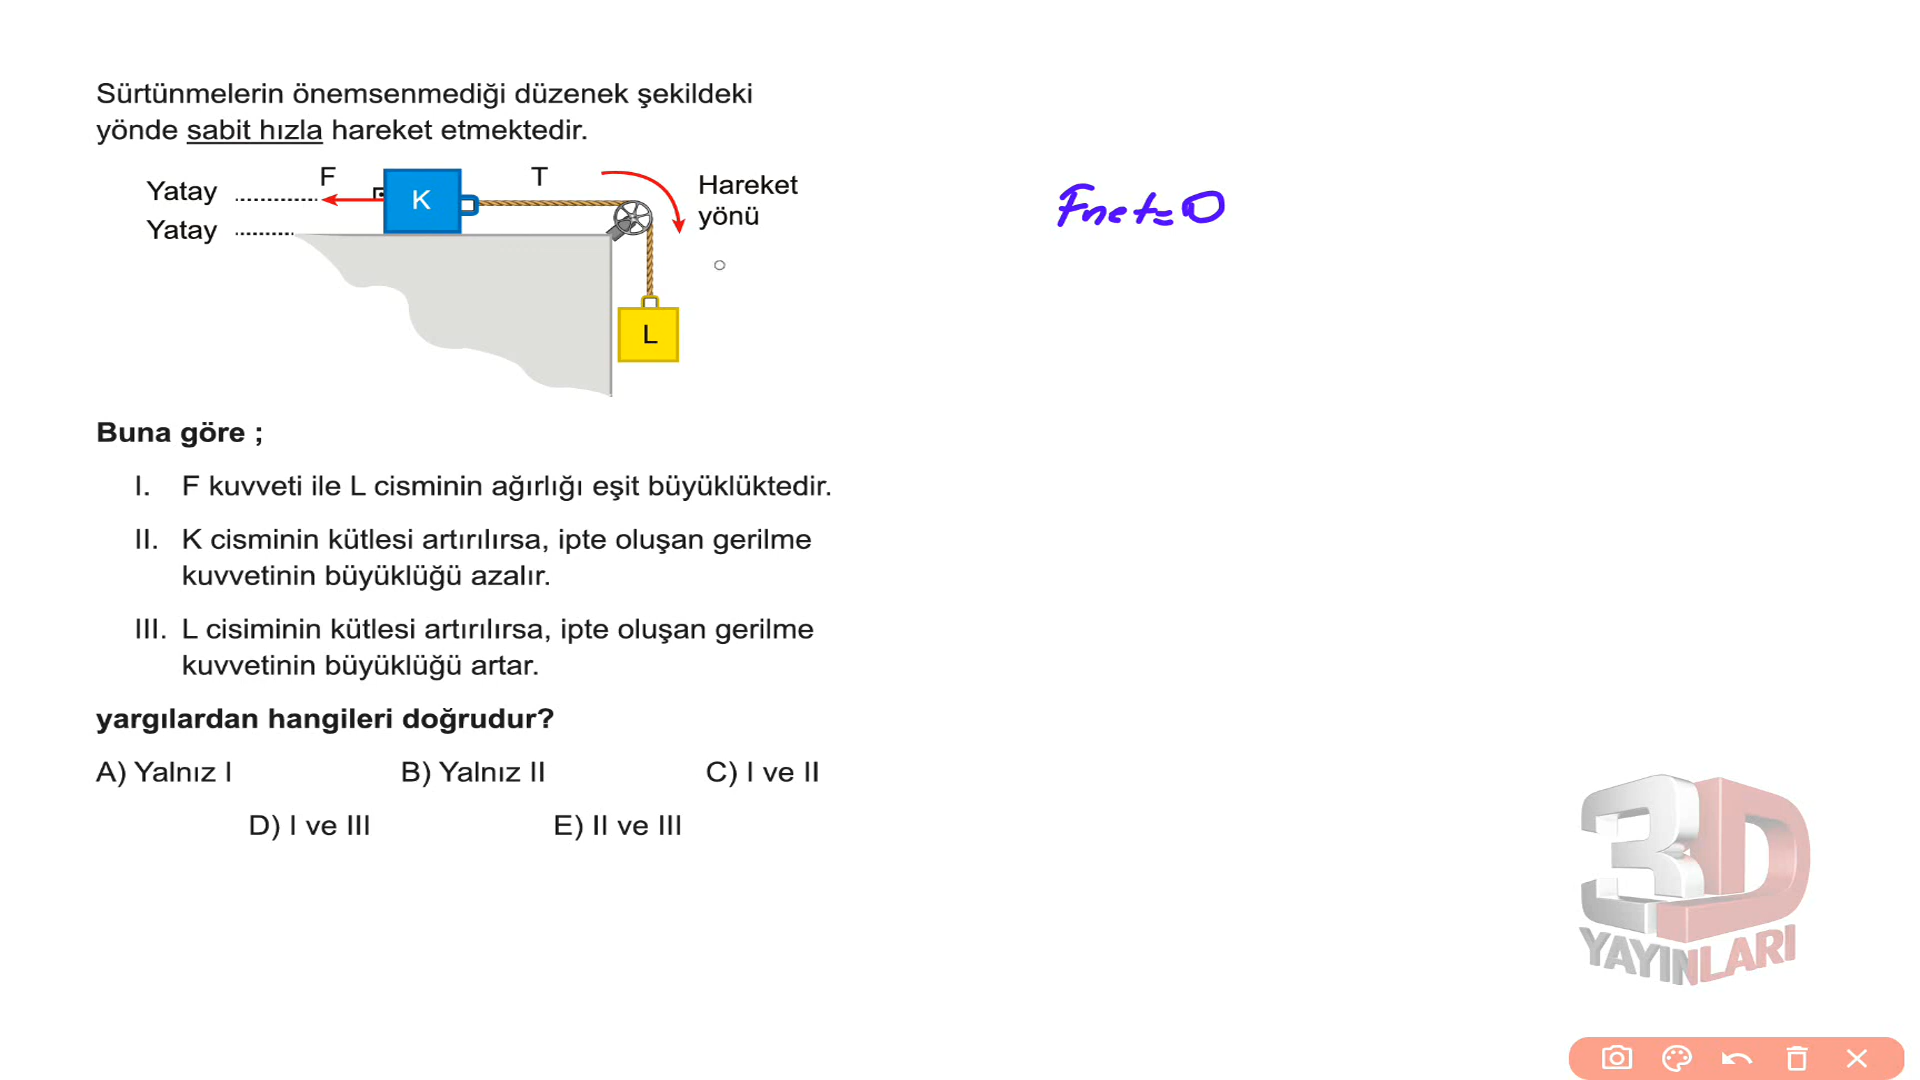 Sürtünmelerin önemsenmediği düzenek şekildeki
yönde sabit hızla hareket etmektedir.
Yatay
F
K
T
Hareket
yönü
Yatay
L
Fnet=0
Buna göre ;
I. F kuvveti ile L cisminin ağırlığı eşit büyüklüktedir.
II. K cisminin kütlesi artırılırsa, ipte oluşan gerilme
kuvvetinin büyüklüğü azalır.
III. L cisiminin kütlesi artırılırsa, ipte oluşan gerilme
kuvvetinin büyüklüğü artar.
yargılardan hangileri doğrudur?
A) Yalnız I B) Yalnız II C) I ve II
D) I ve III E) II ve III
3D
YAYINLARI